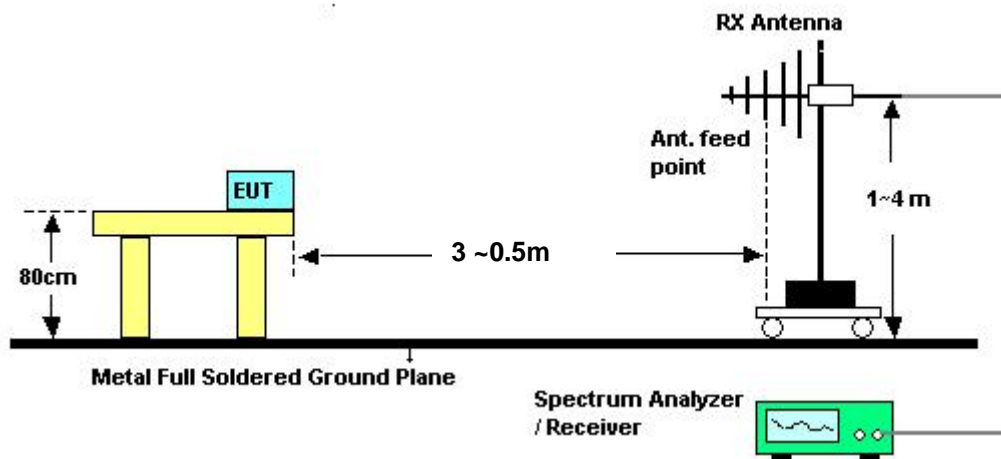 RX Antenna
Ant. feed
point
EUT
1~4 m
3 ~0.5m
80cm
Metal Full Soldered Ground Plane
Spectrum Analyzer
/ Receiver